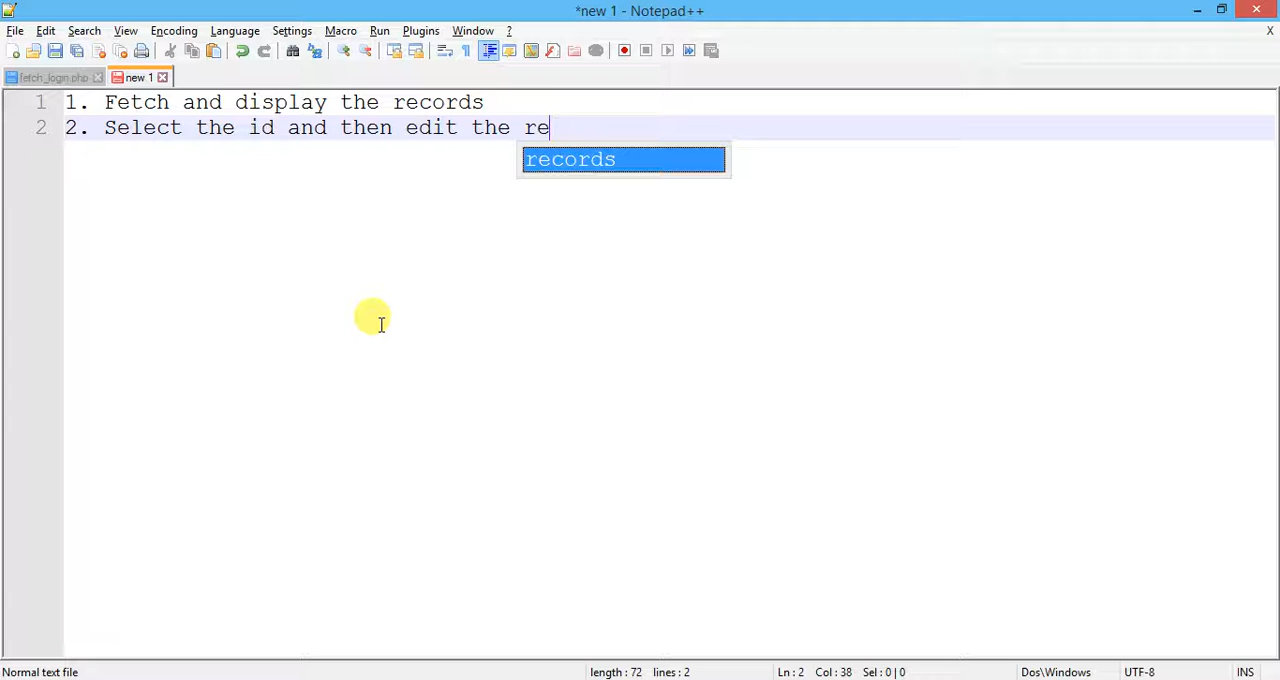 *new 1 - Notepad++
File Edit Search View Encoding Language Settings Macro Run Plugins Window ? X
fetch_login.php new 1
1 1. Fetch and display the records
2 2. Select the id and then edit the re
records
Normal text file length : 72 lines : 2 Ln : 2 Col : 38 Sel : 0 | 0 Dos\Windows UTF-8 INS